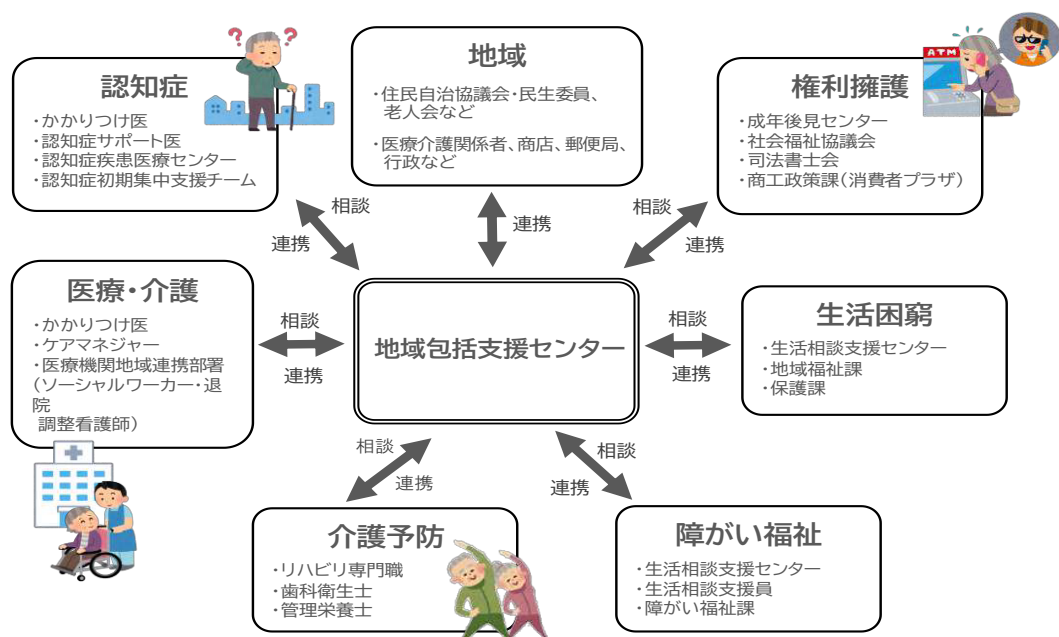 認知症
・かかりつけ医
・認知症サポート医
・認知症疾患医療センター
・認知症初期集中支援チーム
? ?
地域
・住民自治協議会・民生委員、
老人会など
・医療介護関係者、商店、郵便局、
行政など
ATM
権利擁護
・成年後見センター
・社会福祉協議会
・司法書士会
・商工政策課(消費者プラザ)
相談
連携
相談
連携
相談
連携
医療・介護
・かかりつけ医
・ケアマネジャー
・医療機関地域連携部署
(ソーシャルワーカー・退
院
調整看護師)
相談
連携
地域包括支援センター
相談
連携
生活困窮
・生活相談支援センター
・地域福祉課
・保護課
相談
連携
相談
連携
介護予防
・リハビリ専門職
・歯科衛生士
・管理栄養士
障がい福祉
・生活相談支援センター
・生活相談支援員
・障がい福祉課